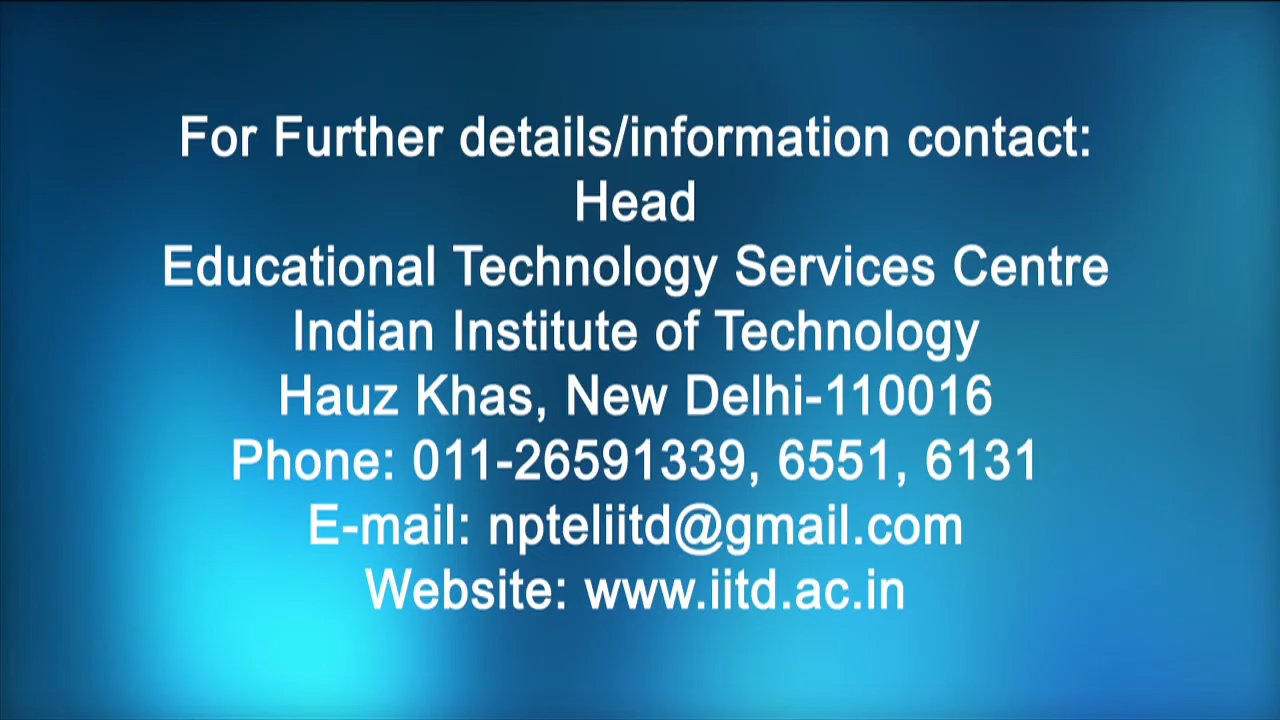 For Further details/information contact:
Head
Educational Technology Services Centre
Indian Institute of Technology
Hauz Khas, New Delhi-110016
Phone: 011-26591339, 6551, 6131
E-mail: npteliitd@gmail.com
Website: www.iitd.ac.in